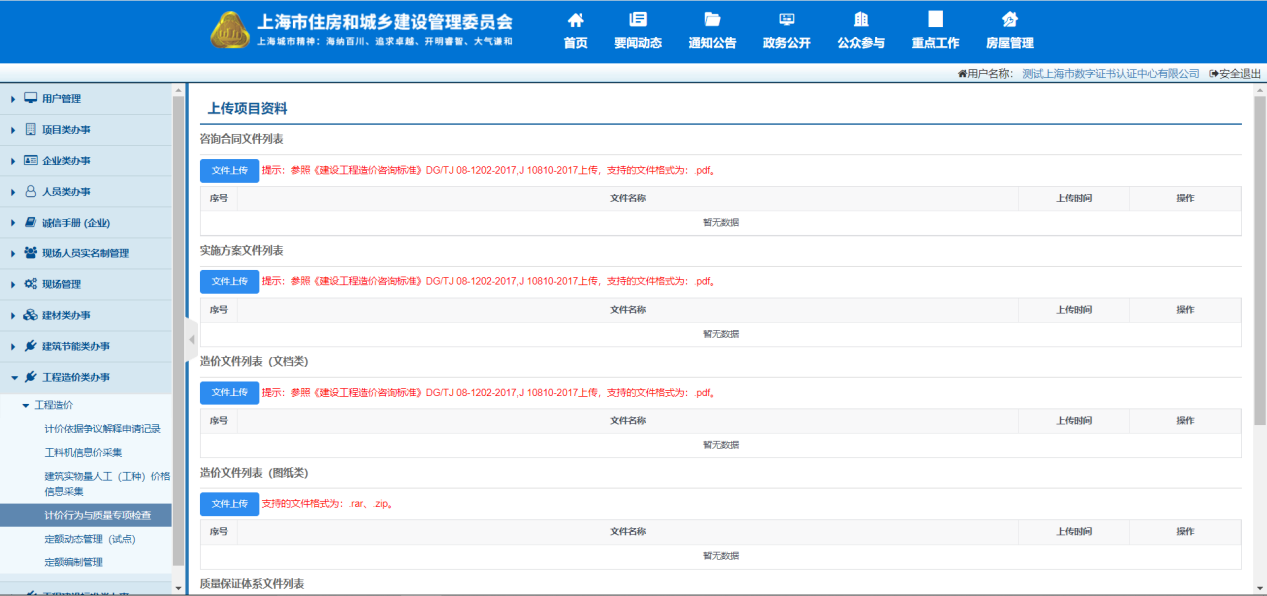 上海市住房和城乡建设管理委员会
上海城市精神：海纳百川、追求卓越、开明睿智、大气谦和
首页 要闻动态 通知公告 政务公开 公众参与 重点工作 房屋管理
用户名称： 测试上海市数字证书认证中心有限公司 安全退出
用户管理
项目类办事
企业类办事
人员类办事
诚信手册 (企业)
现场人员实名制管理
现场管理
建材类办事
建筑节能类办事
工程造价类办事
工程造价
计价依据争议解释申请记录
工料机信息价采集
建筑实物量人工（工种）价格
信息采集
计价行为与质量专项检查
定额动态管理（试点）
定额编制管理
上传项目资料
咨询合同文件列表
文件上传 提示：参照《建设工程造价咨询标准》DG/TJ 08-1202-2017,J 10810-2017上传，支持的文件格式为：.pdf。
序号 文件名称 上传时间 操作
暂无数据
实施方案文件列表
文件上传 提示：参照《建设工程造价咨询标准》DG/TJ 08-1202-2017,J 10810-2017上传，支持的文件格式为：.pdf。
序号 文件名称 上传时间 操作
暂无数据
造价文件列表（文档类）
文件上传 提示：参照《建设工程造价咨询标准》DG/TJ 08-1202-2017,J 10810-2017上传，支持的文件格式为：.pdf。
序号 文件名称 上传时间 操作
暂无数据
造价文件列表（图纸类）
文件上传 支持的文件格式为：.rar、.zip。
序号 文件名称 上传时间 操作
暂无数据
质量保证体系文件列表